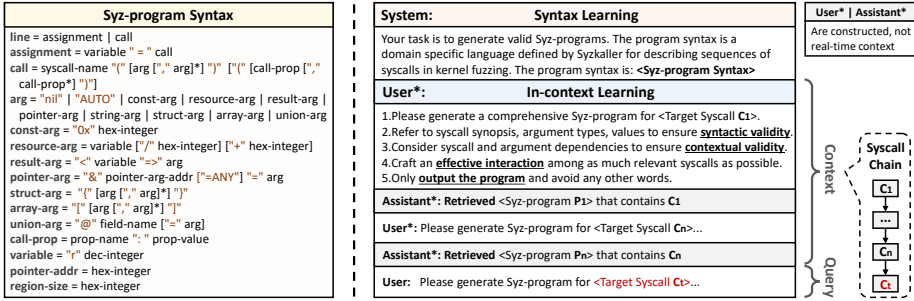 Syz-program Syntax
line = assignment | call
assignment = variable " = " call
call = syscall-name "(" [arg ["," arg]*] ")" ["(" [call-prop ["," 
call-prop*] ")"]
arg = "nil" | "AUTO" | const-arg | resource-arg | result-arg |
pointer-arg | string-arg | struct-arg | array-arg | union-arg
const-arg = "0x" hex-integer
resource-arg = variable ["/" hex-integer] ["+" hex-integer]
result-arg = "<" variable "=>" arg
pointer-arg = "&" pointer-arg-addr ["=ANY"] "=" arg
struct-arg = "{" [arg ["," arg]*] "}"
array-arg = "[" [arg ["," arg]*] "]"
union-arg = "@" field-name ["=" arg]
call-prop = prop-name ": " prop-value
variable = "r" dec-integer
pointer-addr = hex-integer
region-size = hex-integer
System: Syntax Learning
Your task is to generate valid Syz-programs. The program syntax is a
domain specific language defined by Syzkaller for describing sequences of
syscalls in kernel fuzzing. The program syntax is: <Syz-program Syntax>
User*: In-context Learning
1.Please generate a comprehensive Syz-program for <Target Syscall C1>.
2.Refer to syscall synopsis, argument types, values to ensure syntactic validity.
3.Consider syscall and argument dependencies to ensure contextual validity.
4.Craft an effective interaction among as much relevant syscalls as possible.
5.Only output the program and avoid any other words.
Assistant*: Retrieved <Syz-program P1> that contains C1
User*: Please generate Syz-program for <Target Syscall Cn>...
Assistant*: Retrieved <Syz-program Pn> that contains Cn
User: Please generate Syz-program for <Target Syscall Ct>...
Context
Query
User* | Assistant*
Are constructed, not
real-time context
Syscall
Chain
C1
...
Cn
Ct